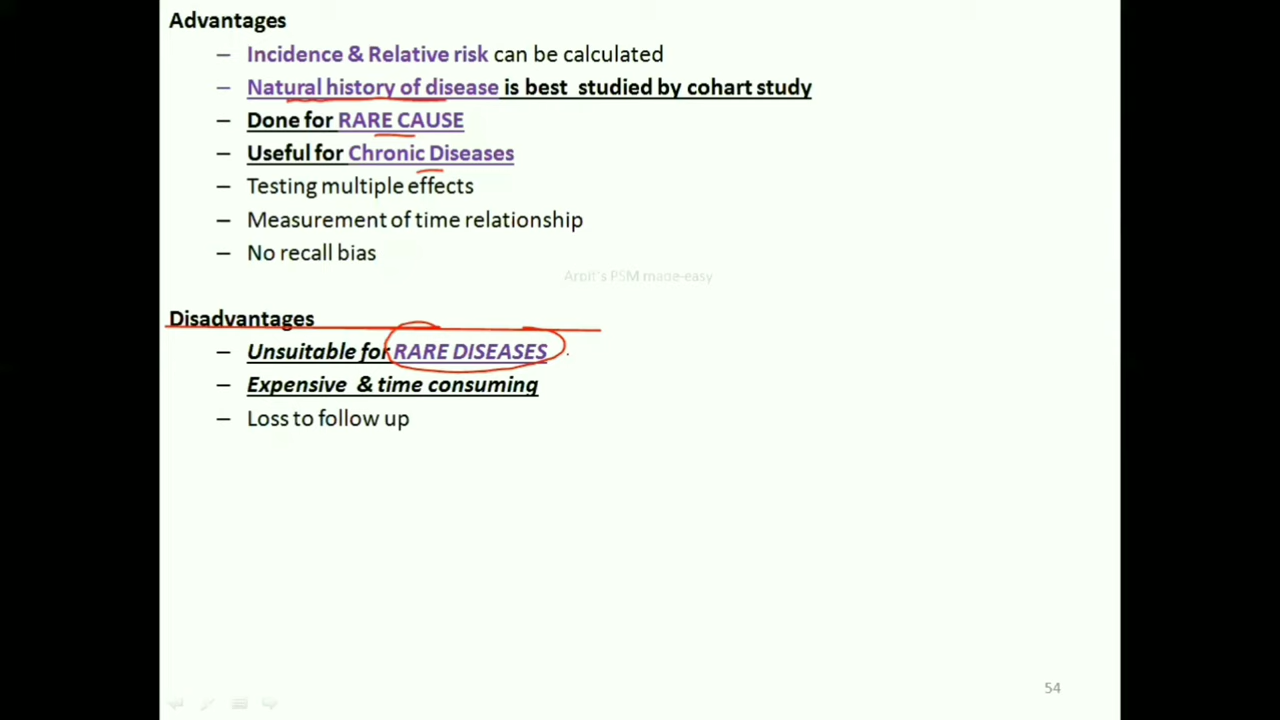 Advantages
– Incidence & Relative risk can be calculated
– Natural history of disease is best studied by cohart study
– Done for RARE CAUSE
– Useful for Chronic Diseases
– Testing multiple effects
– Measurement of time relationship
– No recall bias
Arpit's PSM made-easy
Disadvantages
– Unsuitable for RARE DISEASES
– Expensive & time consuming
– Loss to follow up
54